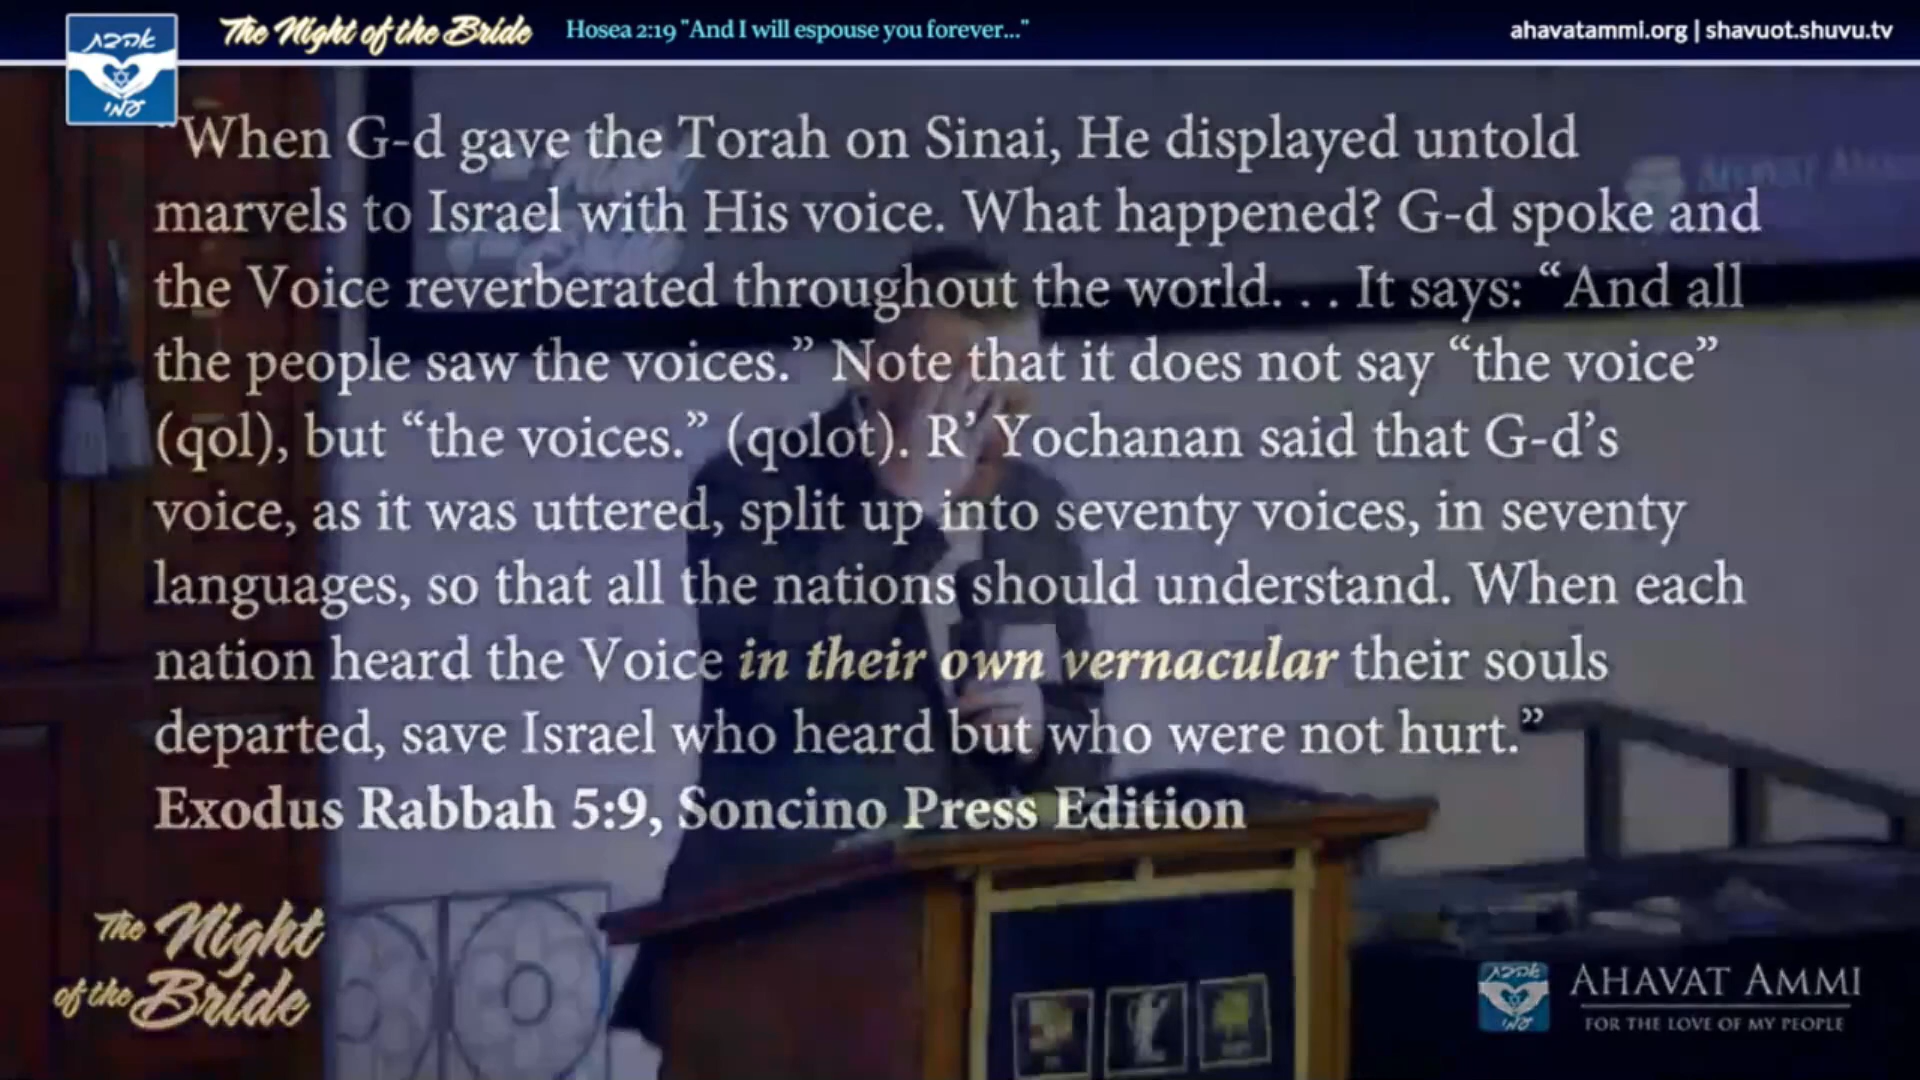 אהבת
עמי
The Night of the Bride
Hosea 2:19 "And I will espouse you forever..."
ahavatammi.org | shavuot.shuvu.tv
“When G-d gave the Torah on Sinai, He displayed untold
marvels to Israel with His voice. What happened? G-d spoke and
the Voice reverberated throughout the world. . . It says: “And all
the people saw the voices.” Note that it does not say “the voice”
(qol), but “the voices.” (qolot). R’ Yochanan said that G-d’s
voice, as it was uttered, split up into seventy voices, in seventy
languages, so that all the nations should understand. When each
nation heard the Voice in their own vernacular their souls
departed, save Israel who heard but who were not hurt.”
Exodus Rabbah 5:9, Soncino Press Edition
The Night
of the Bride
אהבת
עמי
AHAVAT AMMI
FOR THE LOVE OF MY PEOPLE